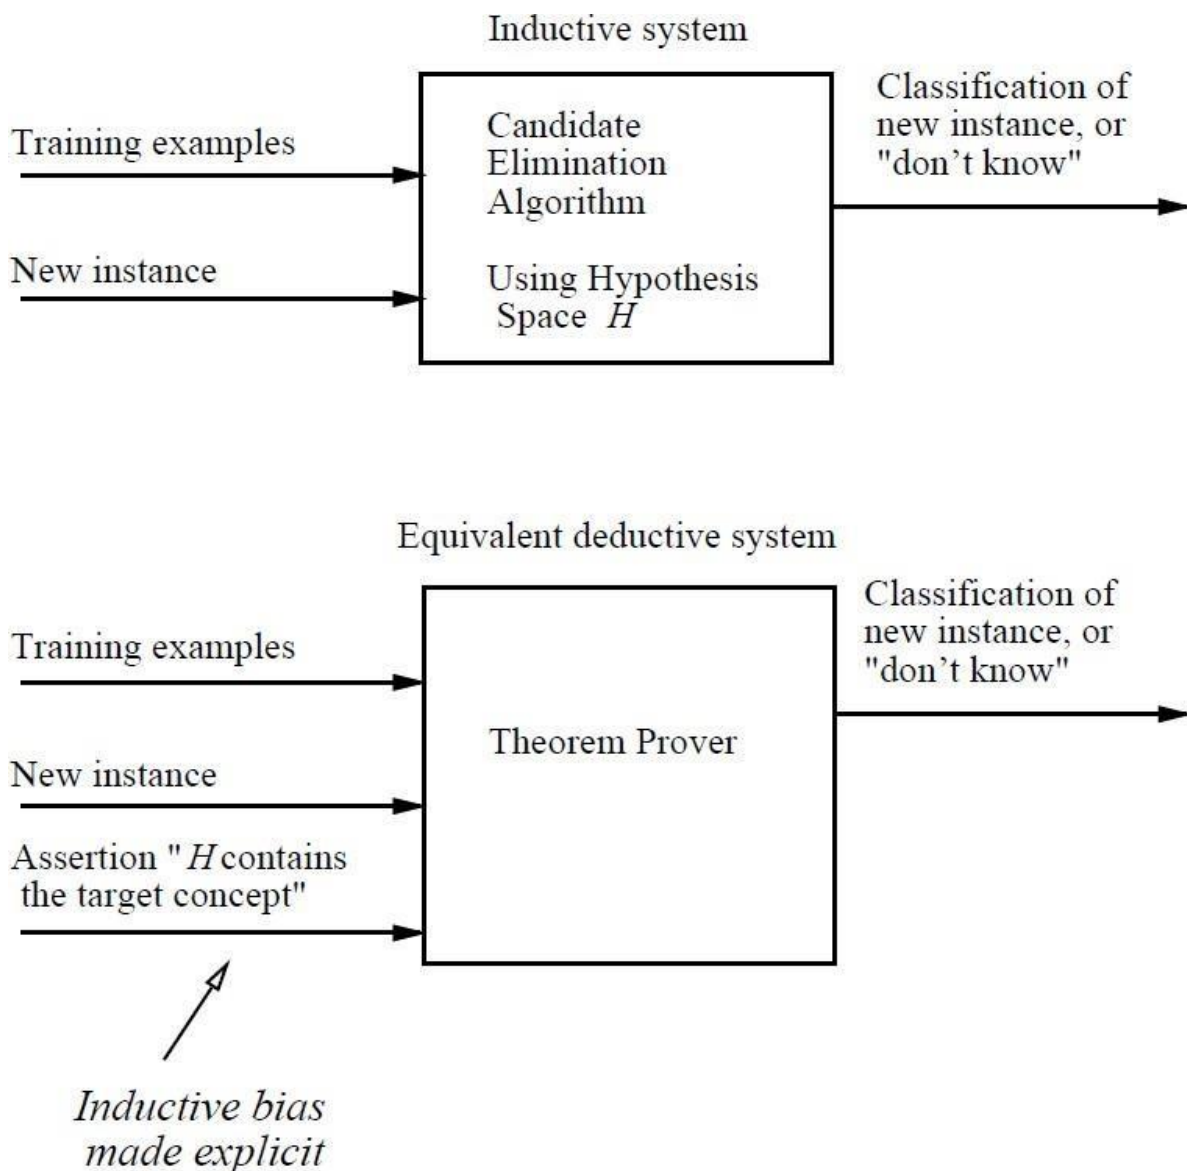 Inductive system
Training examples
New instance
Candidate
Elimination
Algorithm
Using Hypothesis
Space H
Classification of
new instance, or
"don't know"
Equivalent deductive system
Training examples
New instance
Assertion " H contains
the target concept"
Theorem Prover
Classification of
new instance, or
"don't know"
Inductive bias
made explicit